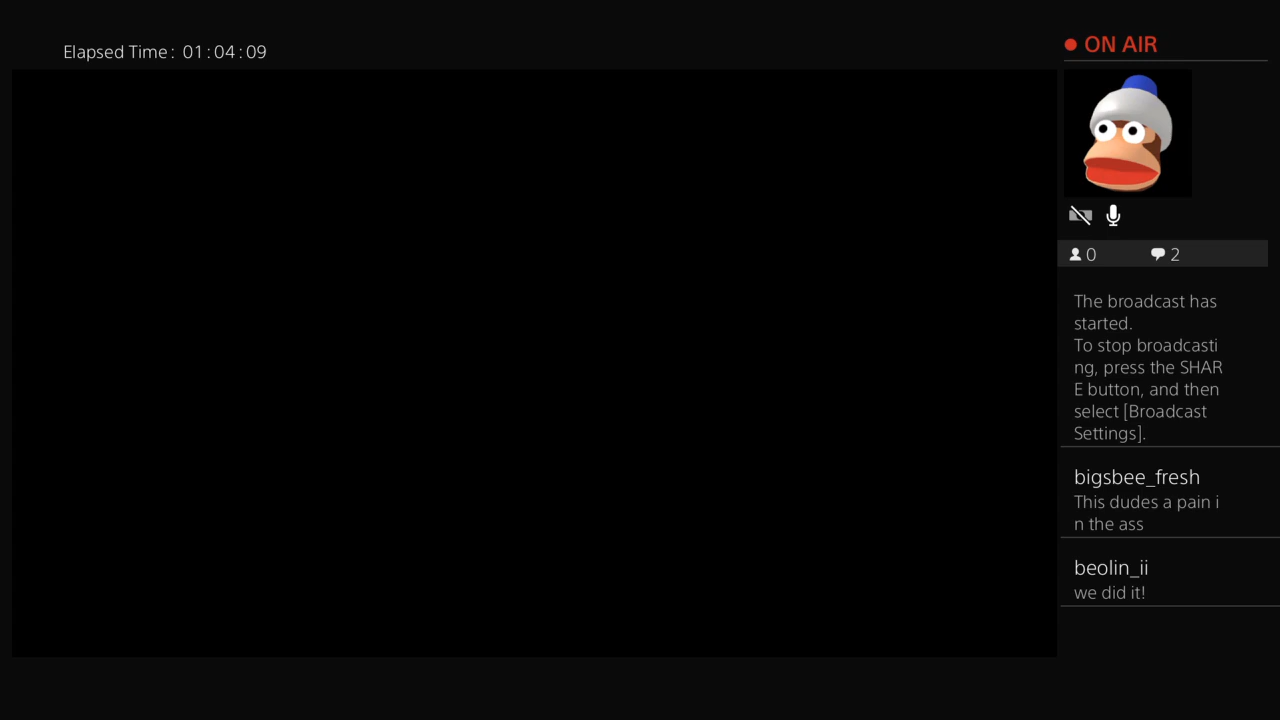 Elapsed Time: 01:04:09
ON AIR
0
2
The broadcast has
started.
To stop broadcasti
ng, press the SHAR
E button, and then
select [Broadcast
Settings].
bigsbee_fresh
This dudes a pain i
n the ass
beolin_ii
we did it!